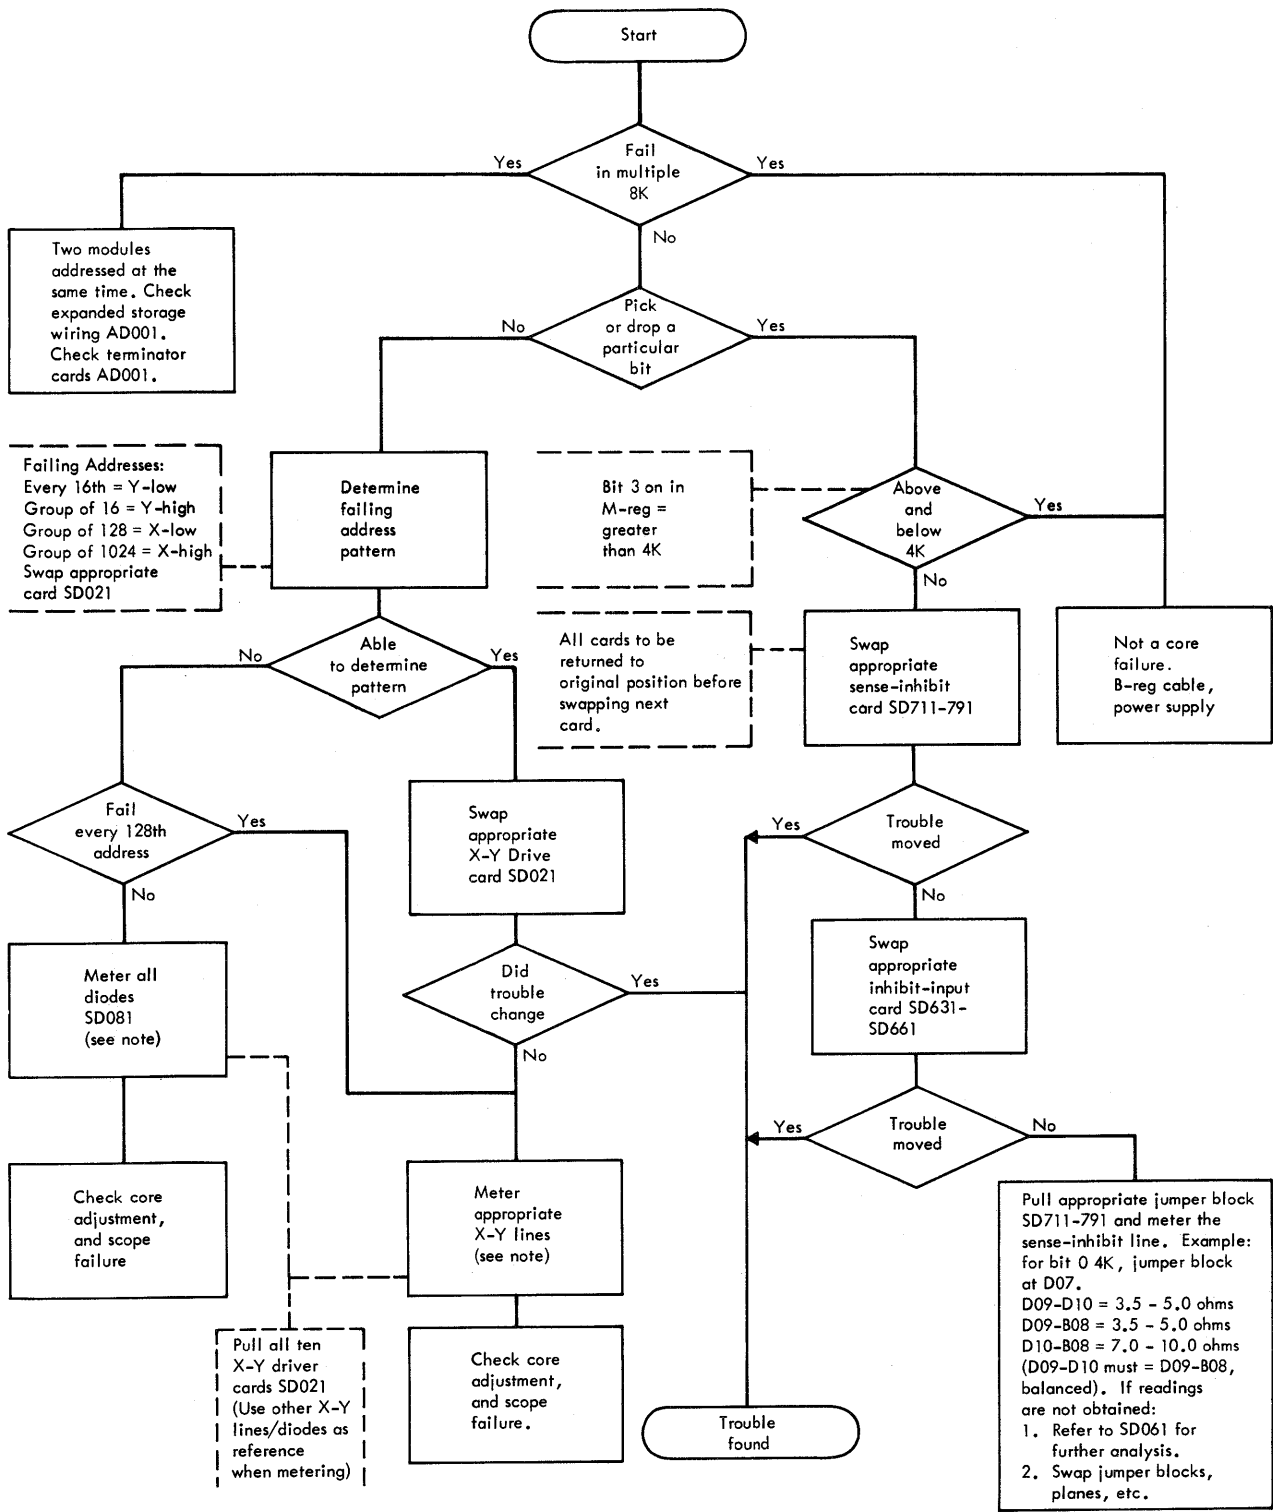 Start
Fail
in multiple
8K
Yes
Yes
No
Two modules
addressed at the
same time. Check
expanded storage
wiring AD001.
Check terminator
cards AD001.
Pick
or drop a
particular
bit
No
Yes
Failing Addresses:
Every 16th = Y-low
Group of 16 = Y-high
Group of 128 = X-low
Group of 1024 = X-high
Swap appropriate
card SD021
Determine
failing
address
pattern
Bit 3 on in
M-reg =
greater
than 4K
Above
and
below
4K
Yes
No
Able
to determine
pattern
No
Yes
All cards to be
returned to
original position before
swapping next
card.
Swap
appropriate
sense-inhibit
card SD711-791
Not a core
failure.
B-reg cable,
power supply
Fail
every 128th
address
Yes
No
Swap
appropriate
X-Y Drive
card SD021
Trouble
moved
Yes
No
Meter all
diodes
SD081
(see note)
Did
trouble
change
Yes
No
Swap
appropriate
inhibit-input
card SD631-
SD661
Trouble
moved
Yes
No
Check core
adjustment,
and scope
failure
Meter
appropriate
X-Y lines
(see note)
Pull appropriate jumper block
SD711-791 and meter the
sense-inhibit line. Example:
for bit 0 4K, jumper block
at D07.
D09-D10 = 3.5 - 5.0 ohms
D09-B08 = 3.5 - 5.0 ohms
D10-B08 = 7.0 - 10.0 ohms
(D09-D10 must = D09-B08,
balanced). If readings
are not obtained:
1. Refer to SD061 for
further analysis.
2. Swap jumper blocks,
planes, etc.
Pull all ten
X-Y driver
cards SD021
(Use other X-Y
lines/diodes as
reference
when metering)
Check core
adjustment,
and scope
failure.
Trouble
found